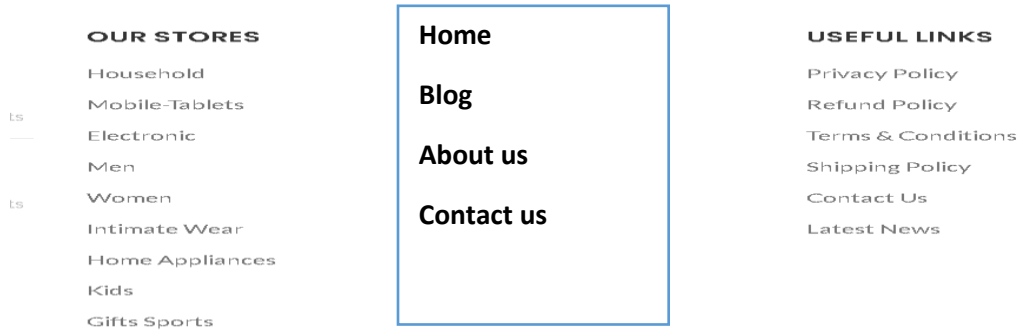 OUR STORES
Household
Mobile-Tablets
Electronic
Men
Women
Intimate Wear
Home Appliances
Kids
Gifts Sports
Home
Blog
About us
Contact us
USEFUL LINKS
Privacy Policy
Refund Policy
Terms & Conditions
Shipping Policy
Contact Us
Latest News